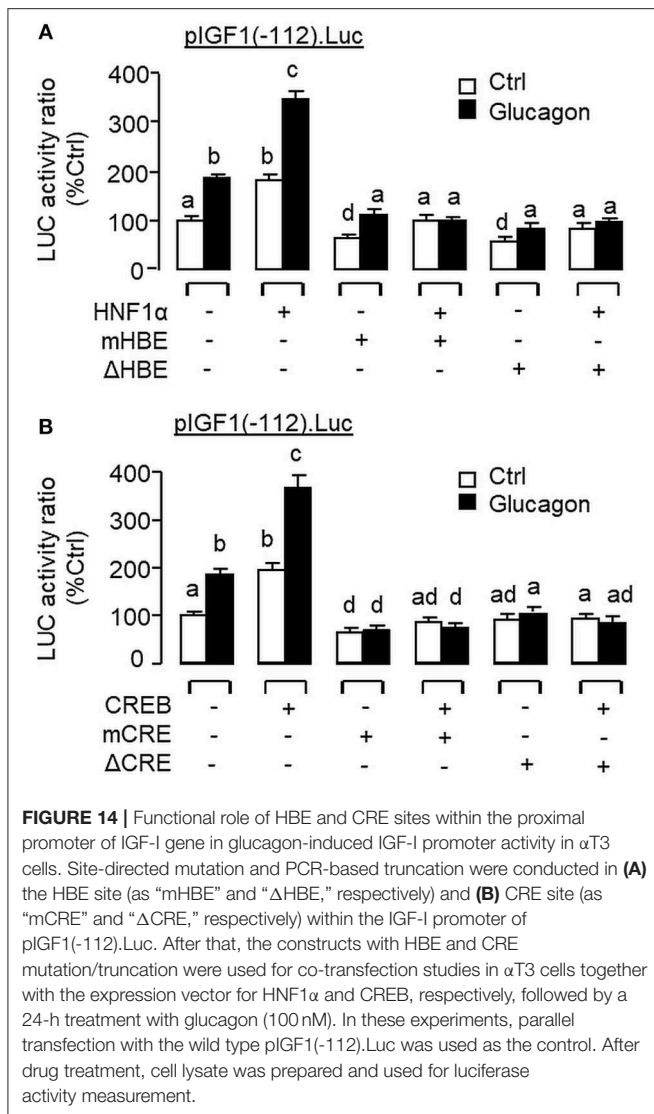 A
pIGF1(-112).Luc
LUC activity ratio
(%Ctrl)
400
300
200
100
0
Ctrl
Glucagon
a b b c d a a a d a a a
HNF1α - + - + - +
mHBE - - + + - -
ΔHBE - - - - + +
B
pIGF1(-112).Luc
LUC activity ratio
(%Ctrl)
400
300
200
100
0
Ctrl
Glucagon
a b b c d d ad d ad a a ad
CREB - + - + - +
mCRE - - + + - -
ΔCRE - - - - + +
FIGURE 14 | Functional role of HBE and CRE sites within the proximal
promoter of IGF-I gene in glucagon-induced IGF-I promoter activity in αT3
cells. Site-directed mutation and PCR-based truncation were conducted in (A)
the HBE site (as “mHBE” and “ΔHBE,” respectively) and (B) CRE site (as
“mCRE” and “ΔCRE,” respectively) within the IGF-I promoter of
pIGF1(-112).Luc. After that, the constructs with HBE and CRE
mutation/truncation were used for co-transfection studies in αT3 cells together
with the expression vector for HNF1α and CREB, respectively, followed by a
24-h treatment with glucagon (100 nM). In these experiments, parallel
transfection with the wild type pIGF1(-112).Luc was used as the control. After
drug treatment, cell lysate was prepared and used for luciferase
activity measurement.